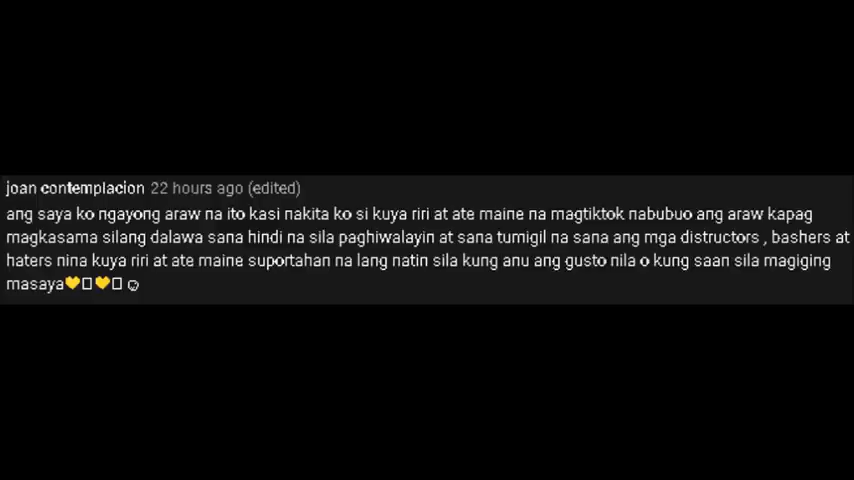 joan contemplacion 22 hours ago (edited)
ang saya ko ngayong araw na ito kasi nakita ko si kuya riri at ate maine na magtiktok nabubuo ang araw kapag
magkasama silang dalawa sana hindi na sila paghiwalayin at sana tumigil na sana ang mga distructors , bashers at
haters nina kuya riri at ate maine suportahan na lang natin sila kung anu ang gusto nila o kung saan sila magiging
masaya💛▯💛▯☺